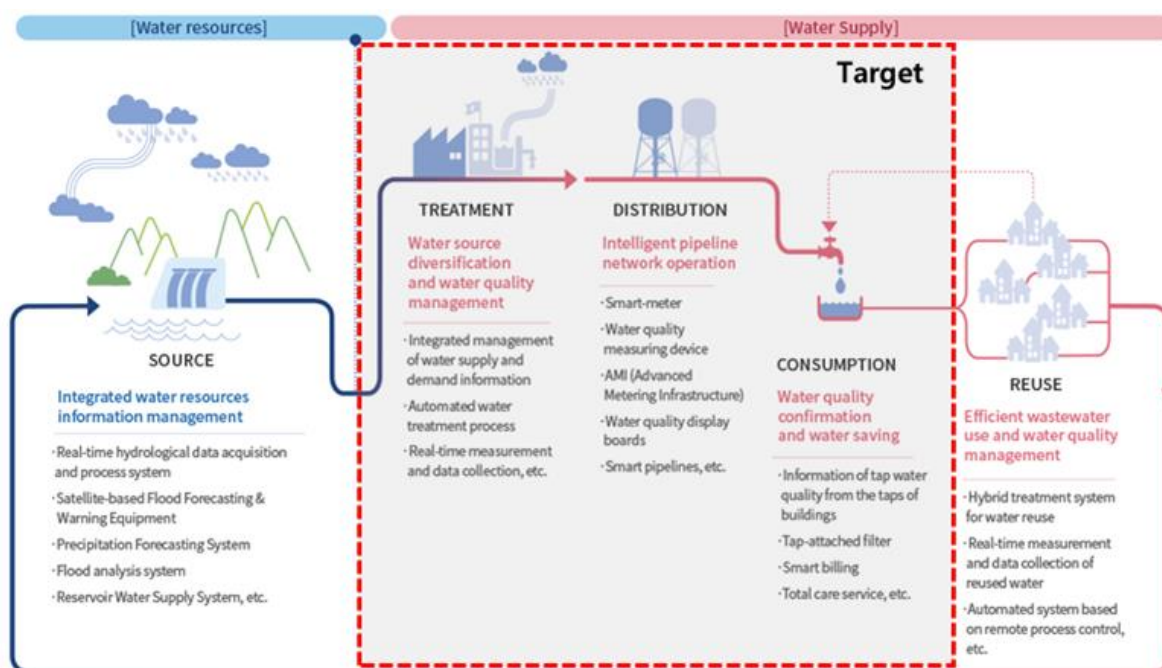 [Water resources]
[Water Supply]
Target
SOURCE
Integrated water resources
information management
·Real-time hydrological data acquisition
and process system
·Satellite-based Flood Forecasting &
Warning Equipment
·Precipitation Forecasting System
·Flood analysis system
·Reservoir Water Supply System, etc.
TREATMENT
Water source
diversification
and water quality
management
·Integrated management
of water supply and
demand information
·Automated water
treatment process
·Real-time measurement
and data collection, etc.
DISTRIBUTION
Intelligent pipeline
network operation
·Smart-meter
·Water quality
measuring device
·AMI (Advanced
Metering Infrastructure)
·Water quality display
boards
·Smart pipelines, etc.
CONSUMPTION
Water quality
confirmation
and water saving
·Information of tap water
quality from the taps of
buildings
·Tap-attached filter
·Smart billing
·Total care service, etc.
REUSE
Efficient wastewater
use and water quality
management
·Hybrid treatment system
for water reuse
·Real-time measurement
and data collection of
reused water
·Automated system based
on remote process control,
etc.